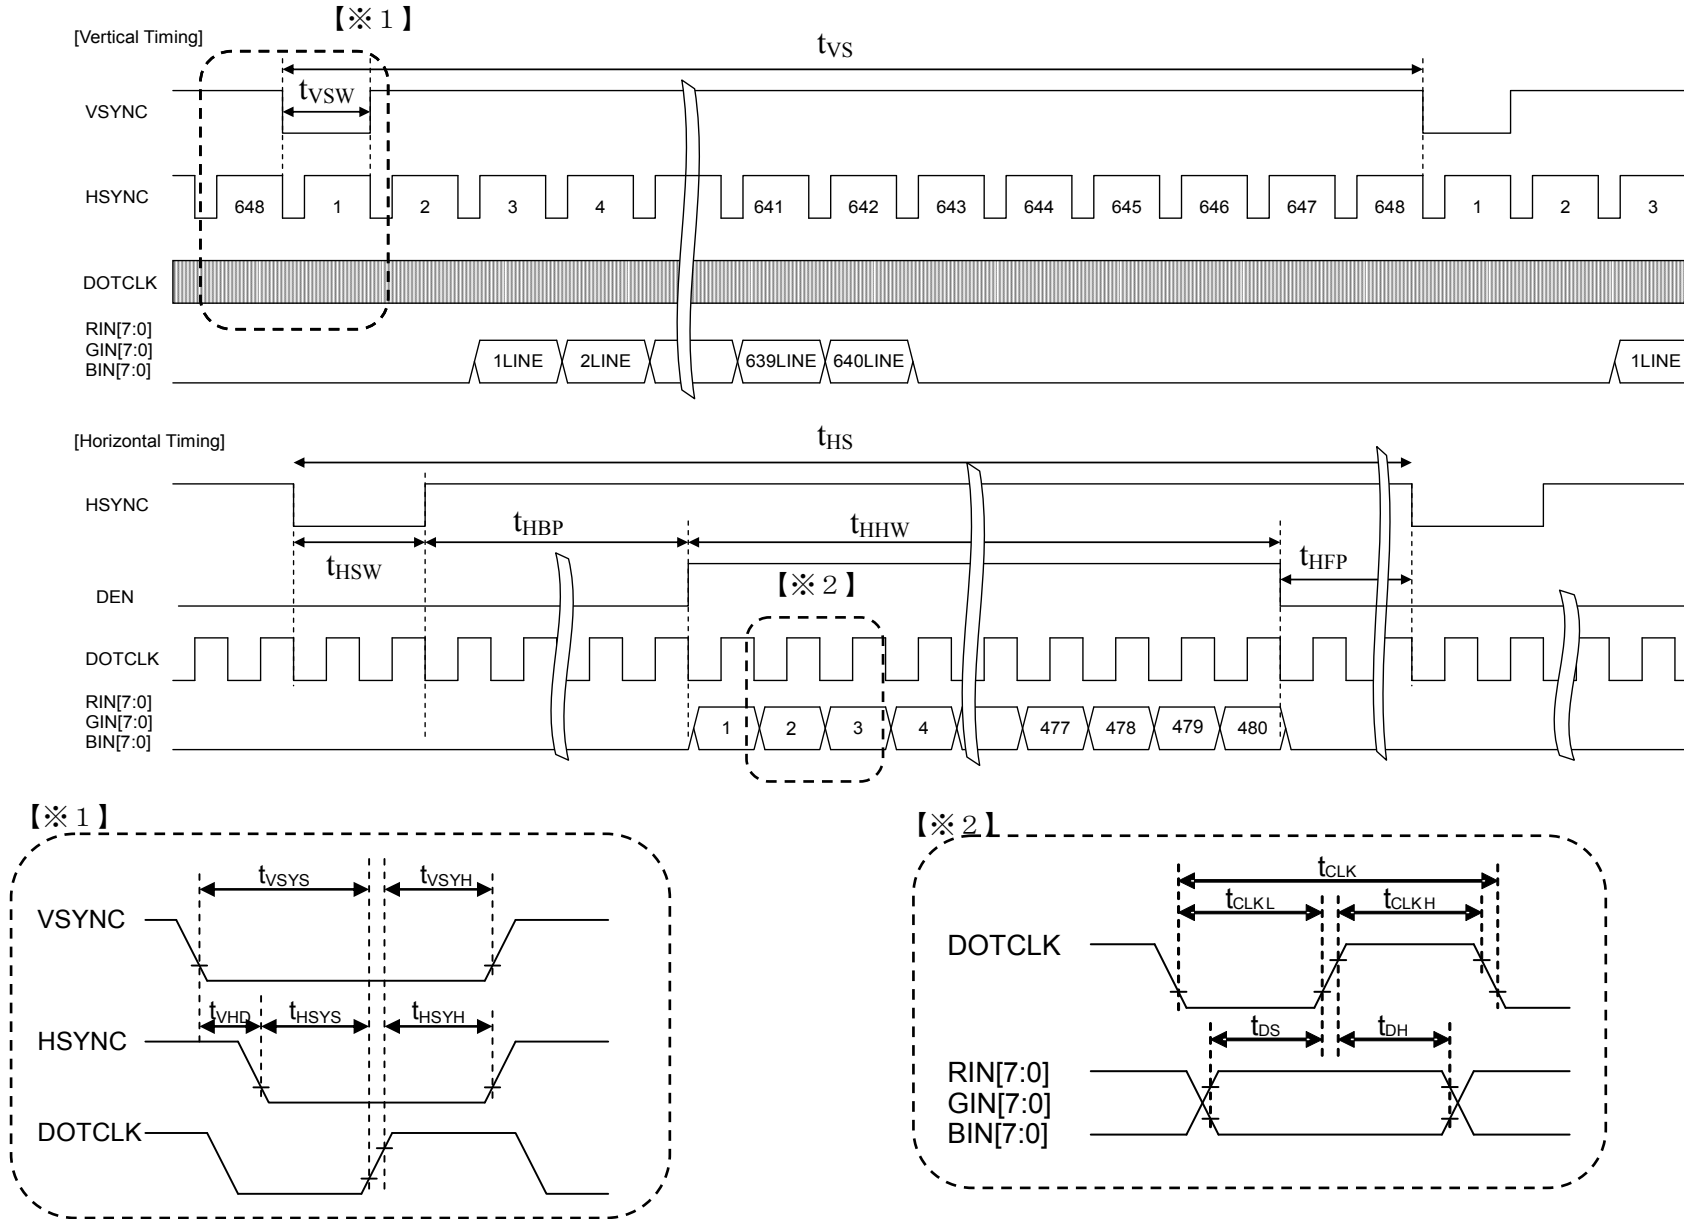 【※１】
[Vertical Timing]
tVS
tVSW
VSYNC
HSYNC
648 1 2 3 4 641 642 643 644 645 646 647 648 1 2 3
DOTCLK
RIN[7:0]
GIN[7:0]
BIN[7:0]
1LINE 2LINE 639LINE 640LINE 1LINE
[Horizontal Timing]
tHS
HSYNC
tHBP tHHW
tHSW tHFP
【※２】
DEN
DOTCLK
RIN[7:0]
GIN[7:0]
BIN[7:0]
1 2 3 4 477 478 479 480
【※１】
tVSYS tVSYH
VSYNC
tVHD tHSYS tHSYH
HSYNC
DOTCLK
【※２】
tCLK
tCLKL tCLKH
DOTCLK
tDS tDH
RIN[7:0]
GIN[7:0]
BIN[7:0]